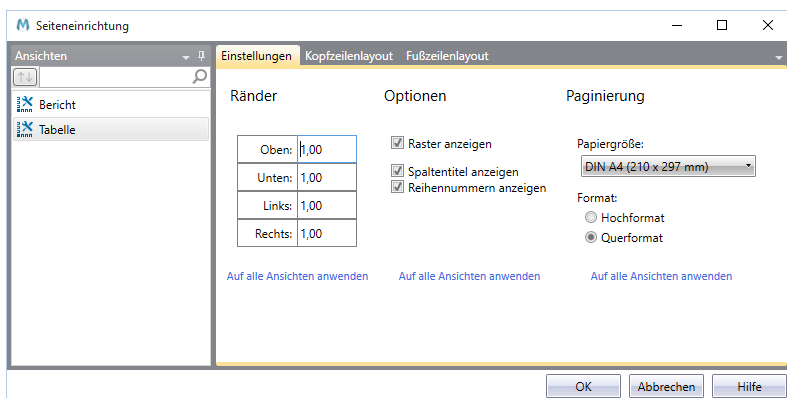 Seiteneinrichtung
Ansichten
Bericht
Tabelle
Einstellungen Kopfzeilenlayout Fußzeilenlayout
Ränder
Oben: 1,00
Unten: 1,00
Links: 1,00
Rechts: 1,00
Auf alle Ansichten anwenden
Optionen
Raster anzeigen
Spaltentitel anzeigen
Reihennummern anzeigen
Auf alle Ansichten anwenden
Paginierung
Papiergröße:
DIN A4 (210 x 297 mm)
Format:
Hochformat
Querformat
Auf alle Ansichten anwenden
OK Abbrechen Hilfe